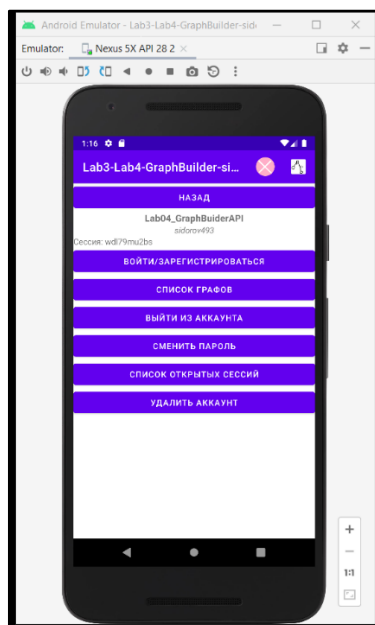 Android Emulator - Lab3-Lab4-GraphBuilder-sid
Emulator: Nexus 5X API 28 2
1:16
Lab3-Lab4-GraphBuilder-si...
НАЗАД
Lab04_GraphBuiderAPI
sidorov493
Сессия: wdl79mu2bs
ВОЙТИ/ЗАРЕГИСТРИРОВАТЬСЯ
СПИСОК ГРАФОВ
ВЫЙТИ ИЗ АККАУНТА
СМЕНИТЬ ПАРОЛЬ
СПИСОК ОТКРЫТЫХ СЕССИЙ
УДАЛИТЬ АККАУНТ
1:1